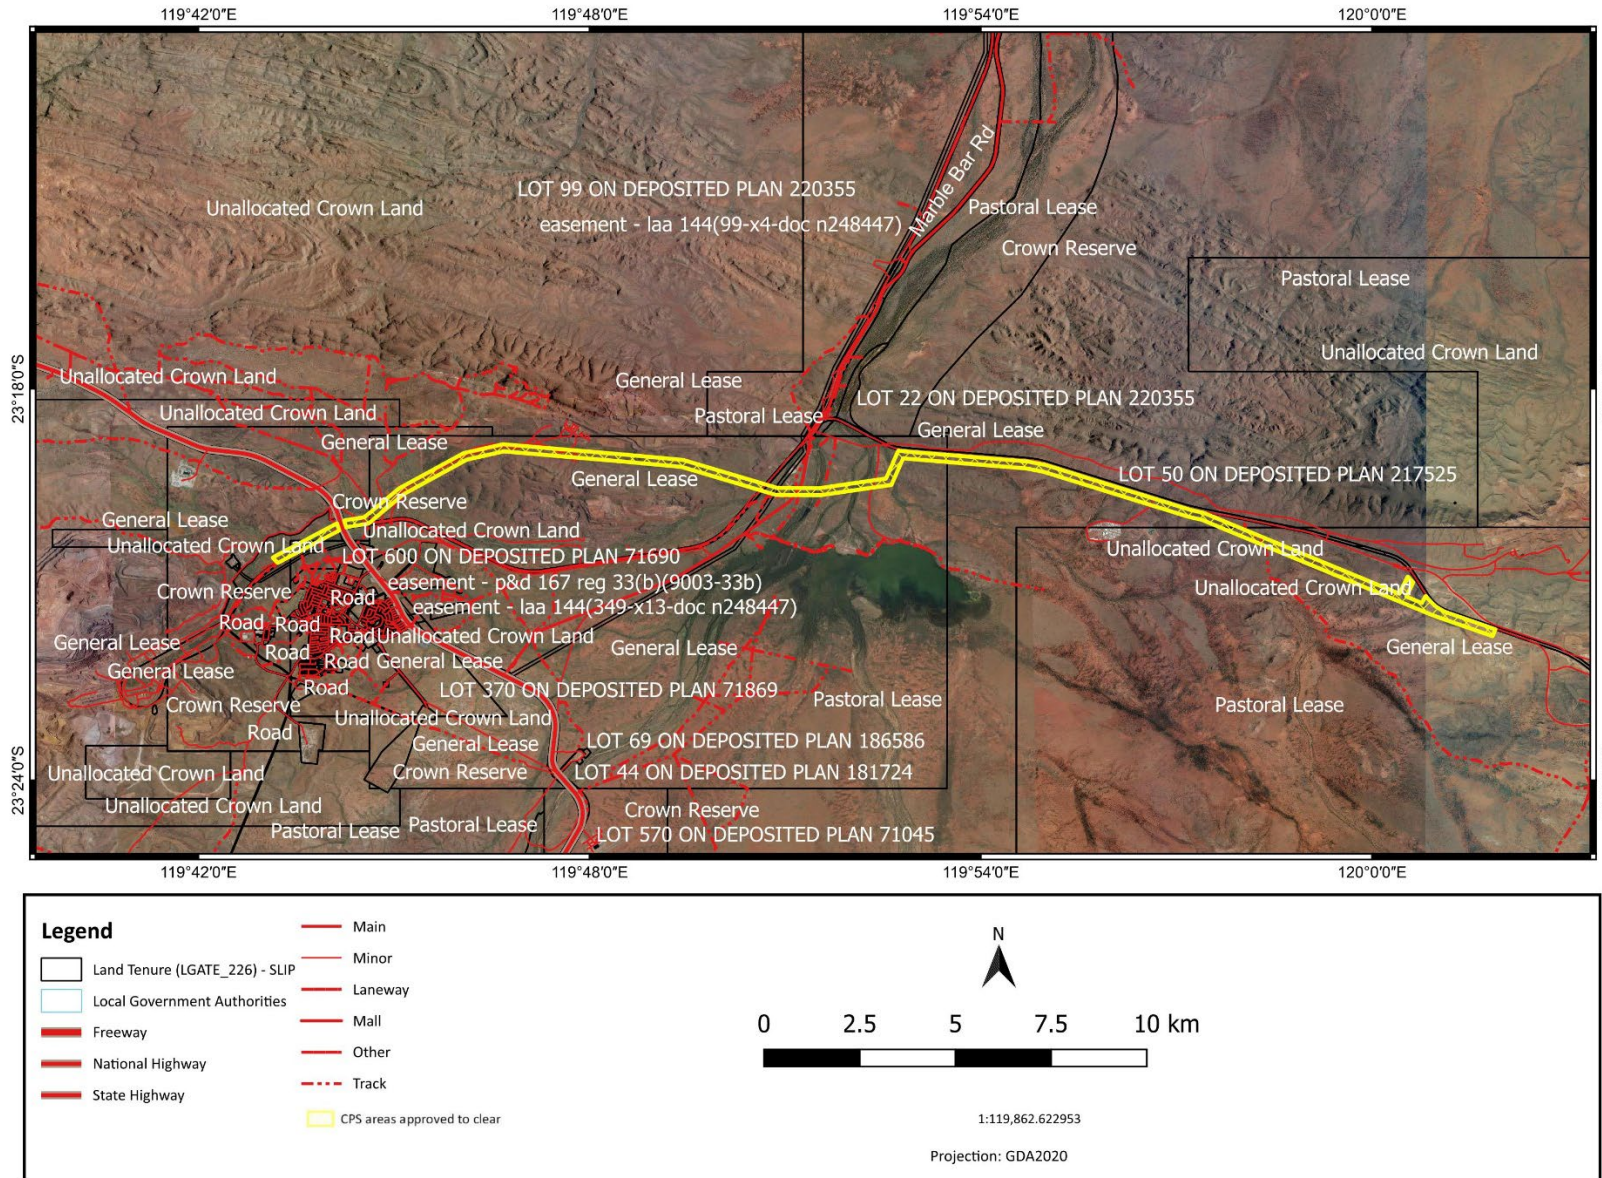 119°42'0"E
119°48'0"E
119°54'0"E
120°0'0"E
23°18'0"S
23°24'0"S
LOT 99 ON DEPOSITED PLAN 220355
Unallocated Crown Land
easement - laa 144(99-x4-doc n248447)
Marble Bar Rd
Pastoral Lease
Crown Reserve
Pastoral Lease
Unallocated Crown Land
Unallocated Crown Land
General Lease
Unallocated Crown Land
Pastoral Lease
LOT 22 ON DEPOSITED PLAN 220355
General Lease
General Lease
General Lease
LOT 50 ON DEPOSITED PLAN 217525
Crown Reserve
General Lease
Unallocated Crown Land
Unallocated Crown Land
LOT 600 ON DEPOSITED PLAN 71690
Unallocated Crown Land
easement - p&d 167 reg 33(b)(9003-33b)
Crown Reserve
Road
Unallocated Crown Land
easement - laa 144(349-x13-doc n248447)
Road
Road
Road
Unallocated Crown Land
General Lease
General Lease
General Lease
Road
Road
General Lease
General Lease
Road
LOT 370 ON DEPOSITED PLAN 71869
Pastoral Lease
Pastoral Lease
Crown Reserve
Unallocated Crown Land
Road
General Lease
LOT 69 ON DEPOSITED PLAN 186586
Unallocated Crown Land
Crown Reserve
LOT 44 ON DEPOSITED PLAN 181724
Unallocated Crown Land
Crown Reserve
Pastoral Lease
Pastoral Lease
LOT 570 ON DEPOSITED PLAN 71045
119°42'0"E
119°48'0"E
119°54'0"E
120°0'0"E
Legend
Land Tenure (LGATE_226) - SLIP
Local Government Authorities
Freeway
National Highway
State Highway
Main
Minor
Laneway
Mall
Other
Track
CPS areas approved to clear
N
0 2.5 5 7.5 10 km
1:119,862.622953
Projection: GDA2020